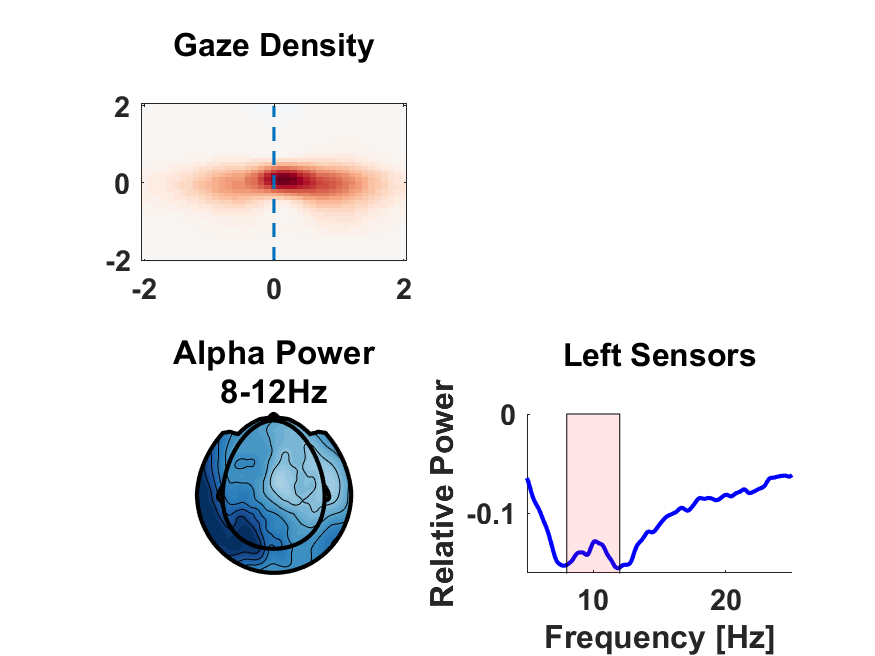 Gaze Density
2
0
-2
-2 0 2
Alpha Power
8-12Hz
Left Sensors
Relative Power
0
-0.1
10 20
Frequency [Hz]